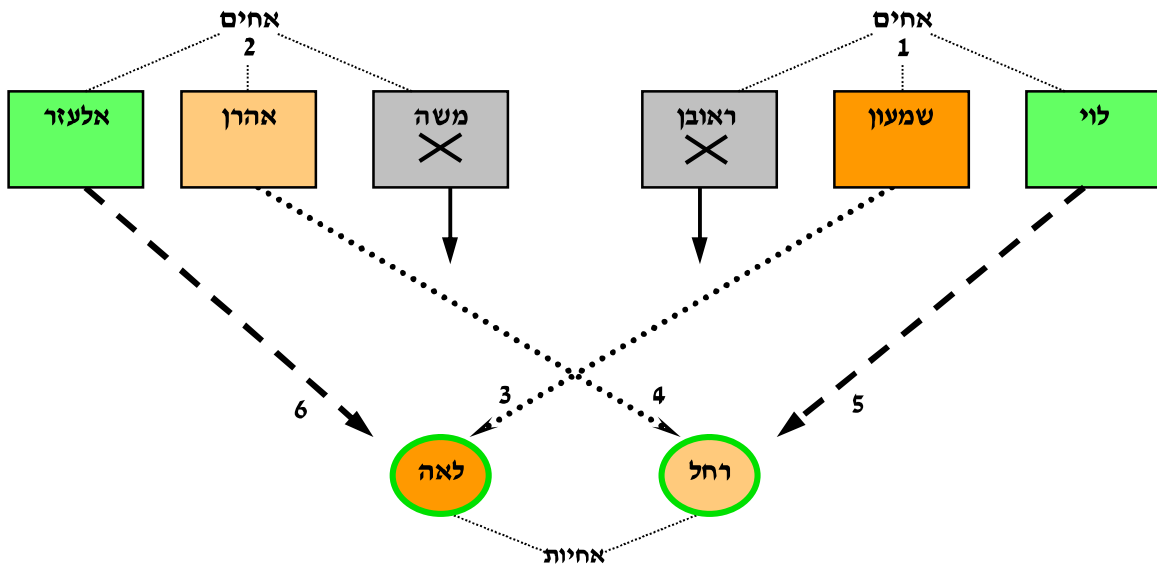 אחים
1
אחים
2
לוי
שמעון
ראובן
משה
אהרן
אלעזר
5
4
3
6
רחל
לאה
אחיות